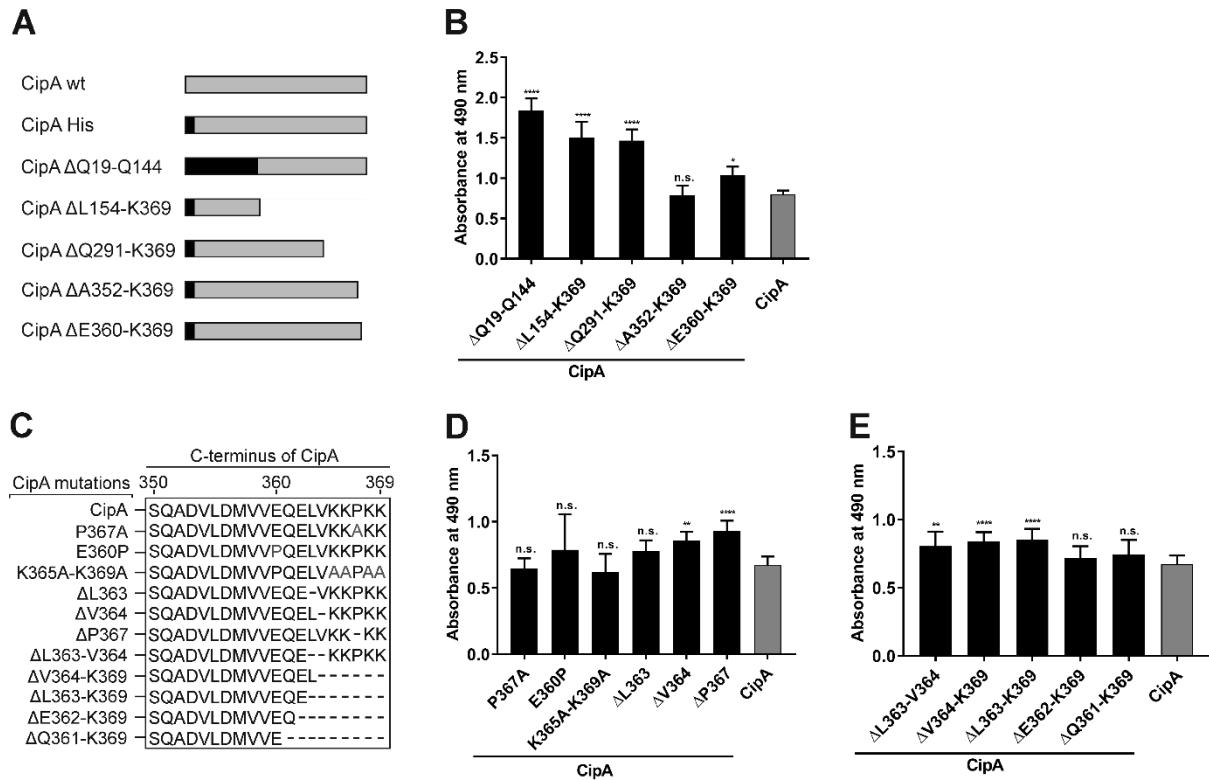 A
CipA wt
CipA His
CipA ΔQ19-Q144
CipA ΔL154-K369
CipA ΔQ291-K369
CipA ΔA352-K369
CipA ΔE360-K369
B
Absorbance at 490 nm
2.5
2.0
1.5
1.0
0.5
0.0
**** **** **** n.s. *
ΔQ19-Q144
ΔL154-K369
ΔQ291-K369
ΔA352-K369
ΔE360-K369
CipA
CipA
C
C-terminus of CipA
CipA mutations 350 360 369
CipA SQADVLDMVVEQELVKKPKK
P367A SQADVLDMVVEQELVKKAKK
E360P SQADVLDMVVPQELVKKPKK
K365A-K369A SQADVLDMVVPQELVAAPAA
ΔL363 SQADVLDMVVEQE-VKKPKK
ΔV364 SQADVLDMVVEQEL-KKPKK
ΔP367 SQADVLDMVVEQELVKK-KK
ΔL363-V364 SQADVLDMVVEQE--KKPKK
ΔV364-K369 SQADVLDMVVEQEL------
ΔL363-K369 SQADVLDMVVEQE-------
ΔE362-K369 SQADVLDMVVEQ--------
ΔQ361-K369 SQADVLDMVVE---------
D
Absorbance at 490 nm
1.5
1.0
0.5
0.0
n.s. n.s. n.s. n.s. ** ****
P367A
E360P
K365A-K369A
ΔL363
ΔV364
ΔP367
CipA
CipA
E
Absorbance at 490 nm
1.5
1.0
0.5
0.0
** **** **** n.s. n.s.
ΔL363-V364
ΔV364-K369
ΔL363-K369
ΔE362-K369
ΔQ361-K369
CipA
CipA